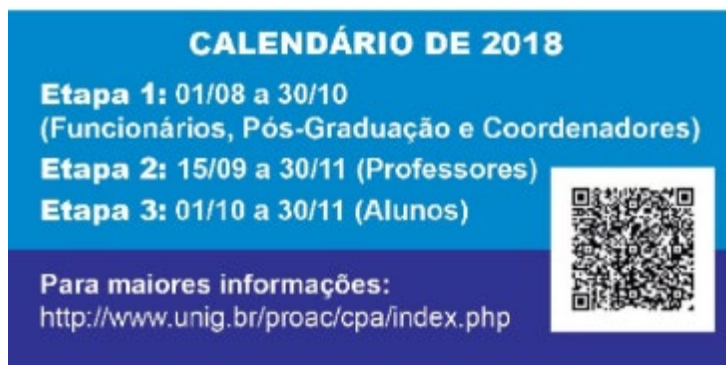 CALENDÁRIO DE 2018
Etapa 1: 01/08 a 30/10
(Funcionários, Pós-Graduação e Coordenadores)
Etapa 2: 15/09 a 30/11 (Professores)
Etapa 3: 01/10 a 30/11 (Alunos)
Para maiores informações:
http://www.unig.br/proac/cpa/index.php